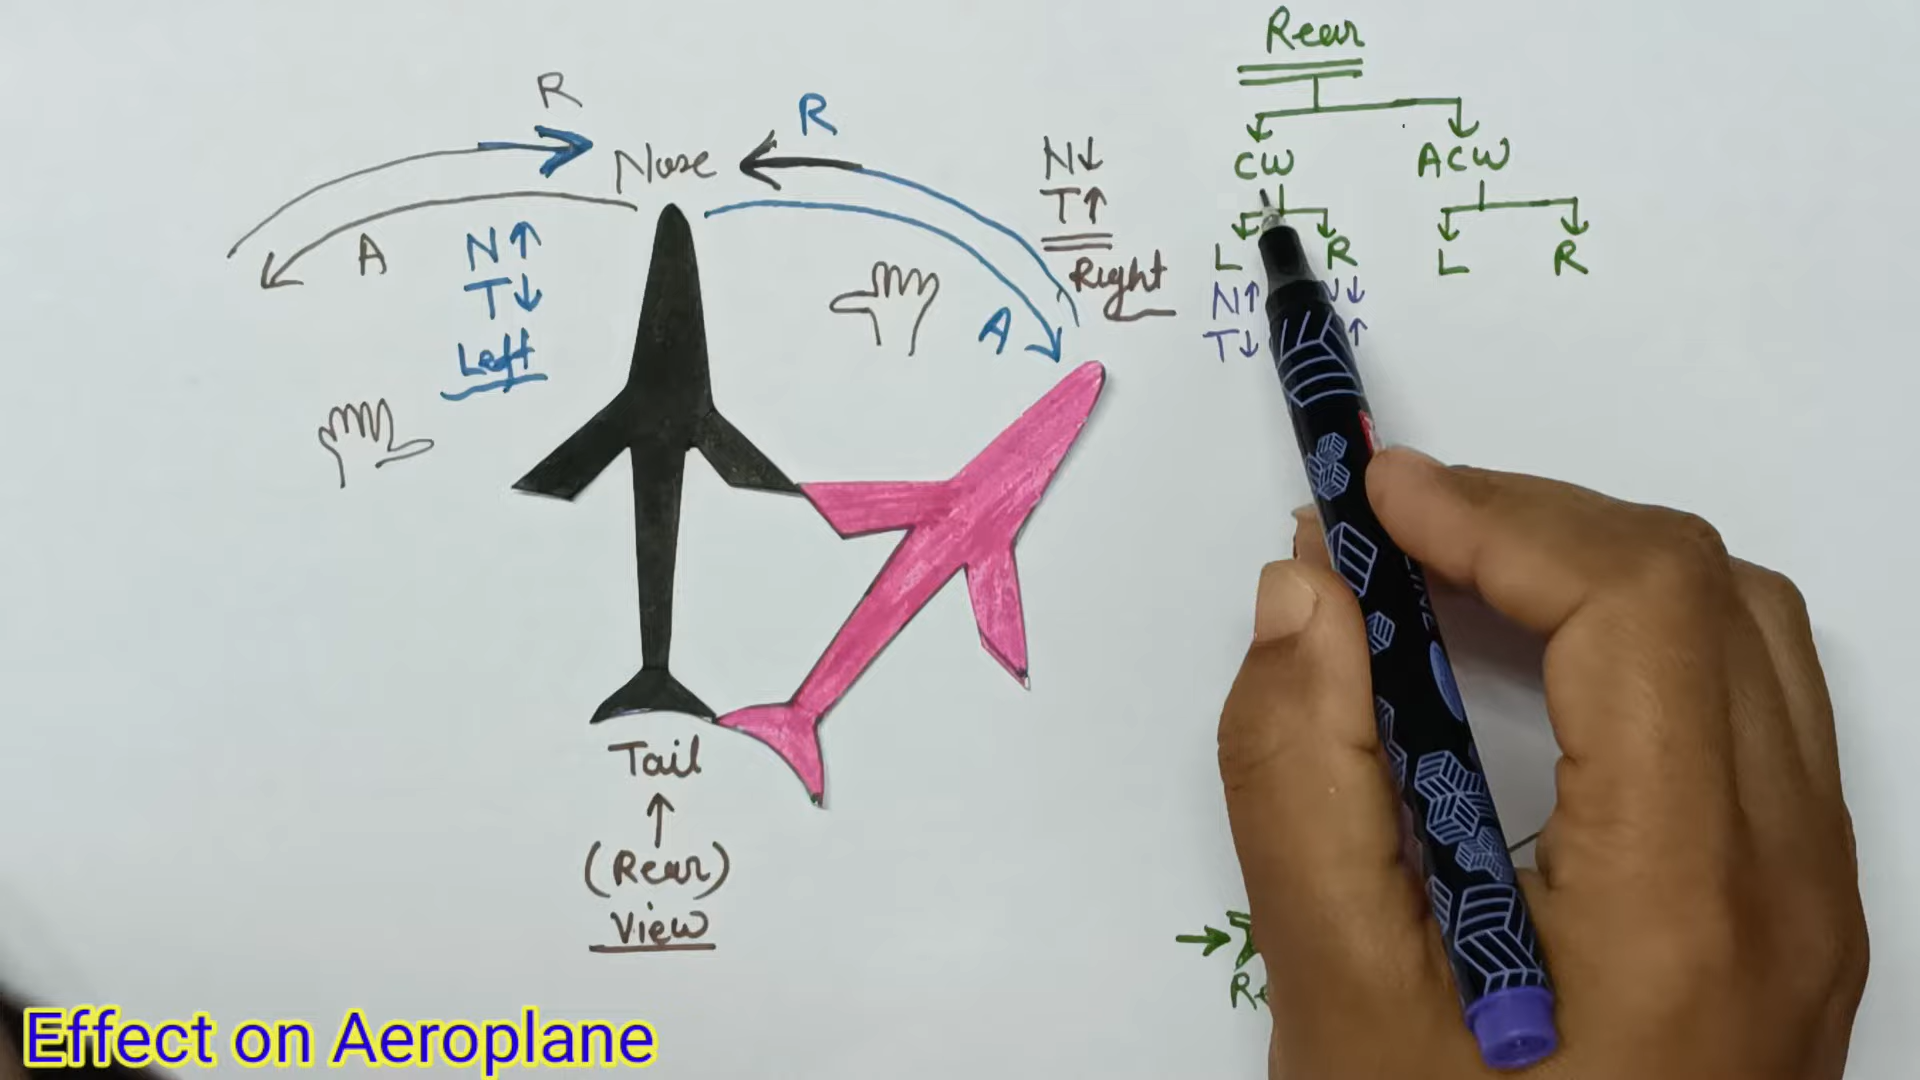 Rear
CW
ACW
L
R
L
R
N↑
N↓
T↓
↑
R
Nose
R
A
N↑
T↓
Left
N↓
T↑
Right
A
Tail
↑
(Rear)
View
Effect on Aeroplane